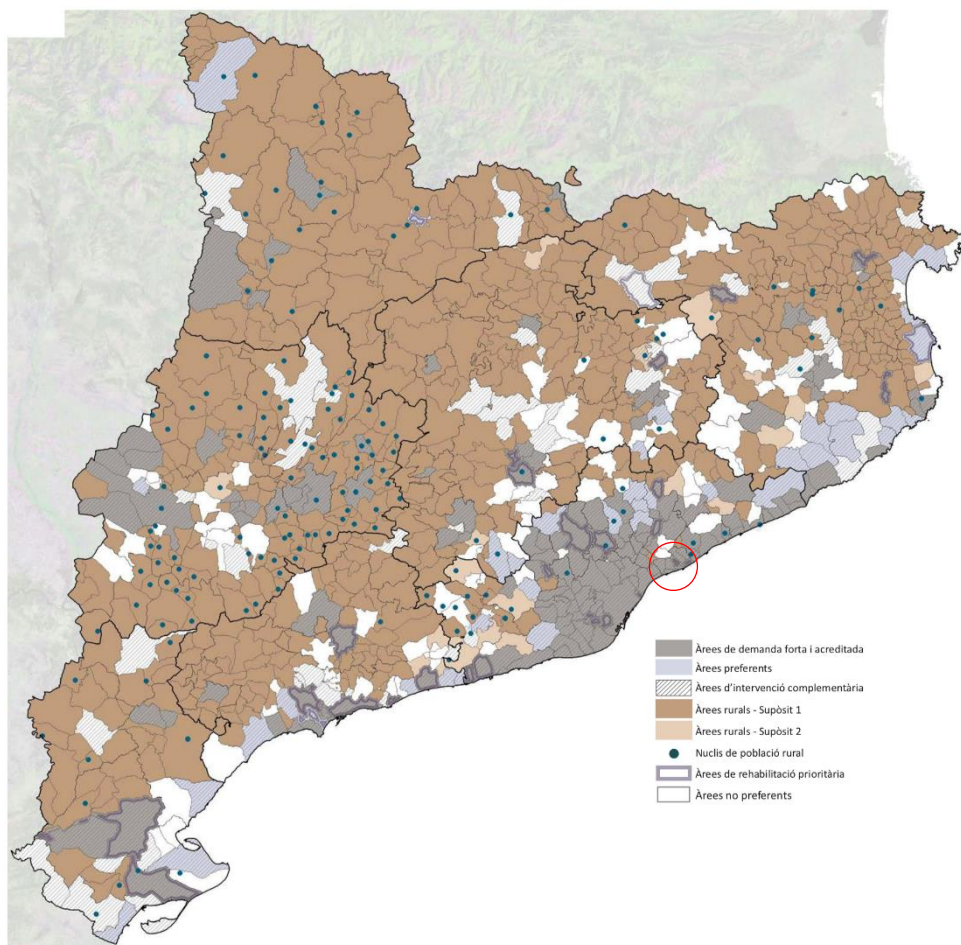 Àrees de demanda forta i acreditada
Àrees preferents
Àrees d'intervenció complementària
Àrees rurals - Supòsit 1
Àrees rurals - Supòsit 2
Nuclis de població rural
Àrees de rehabilitació prioritària
Àrees no preferents